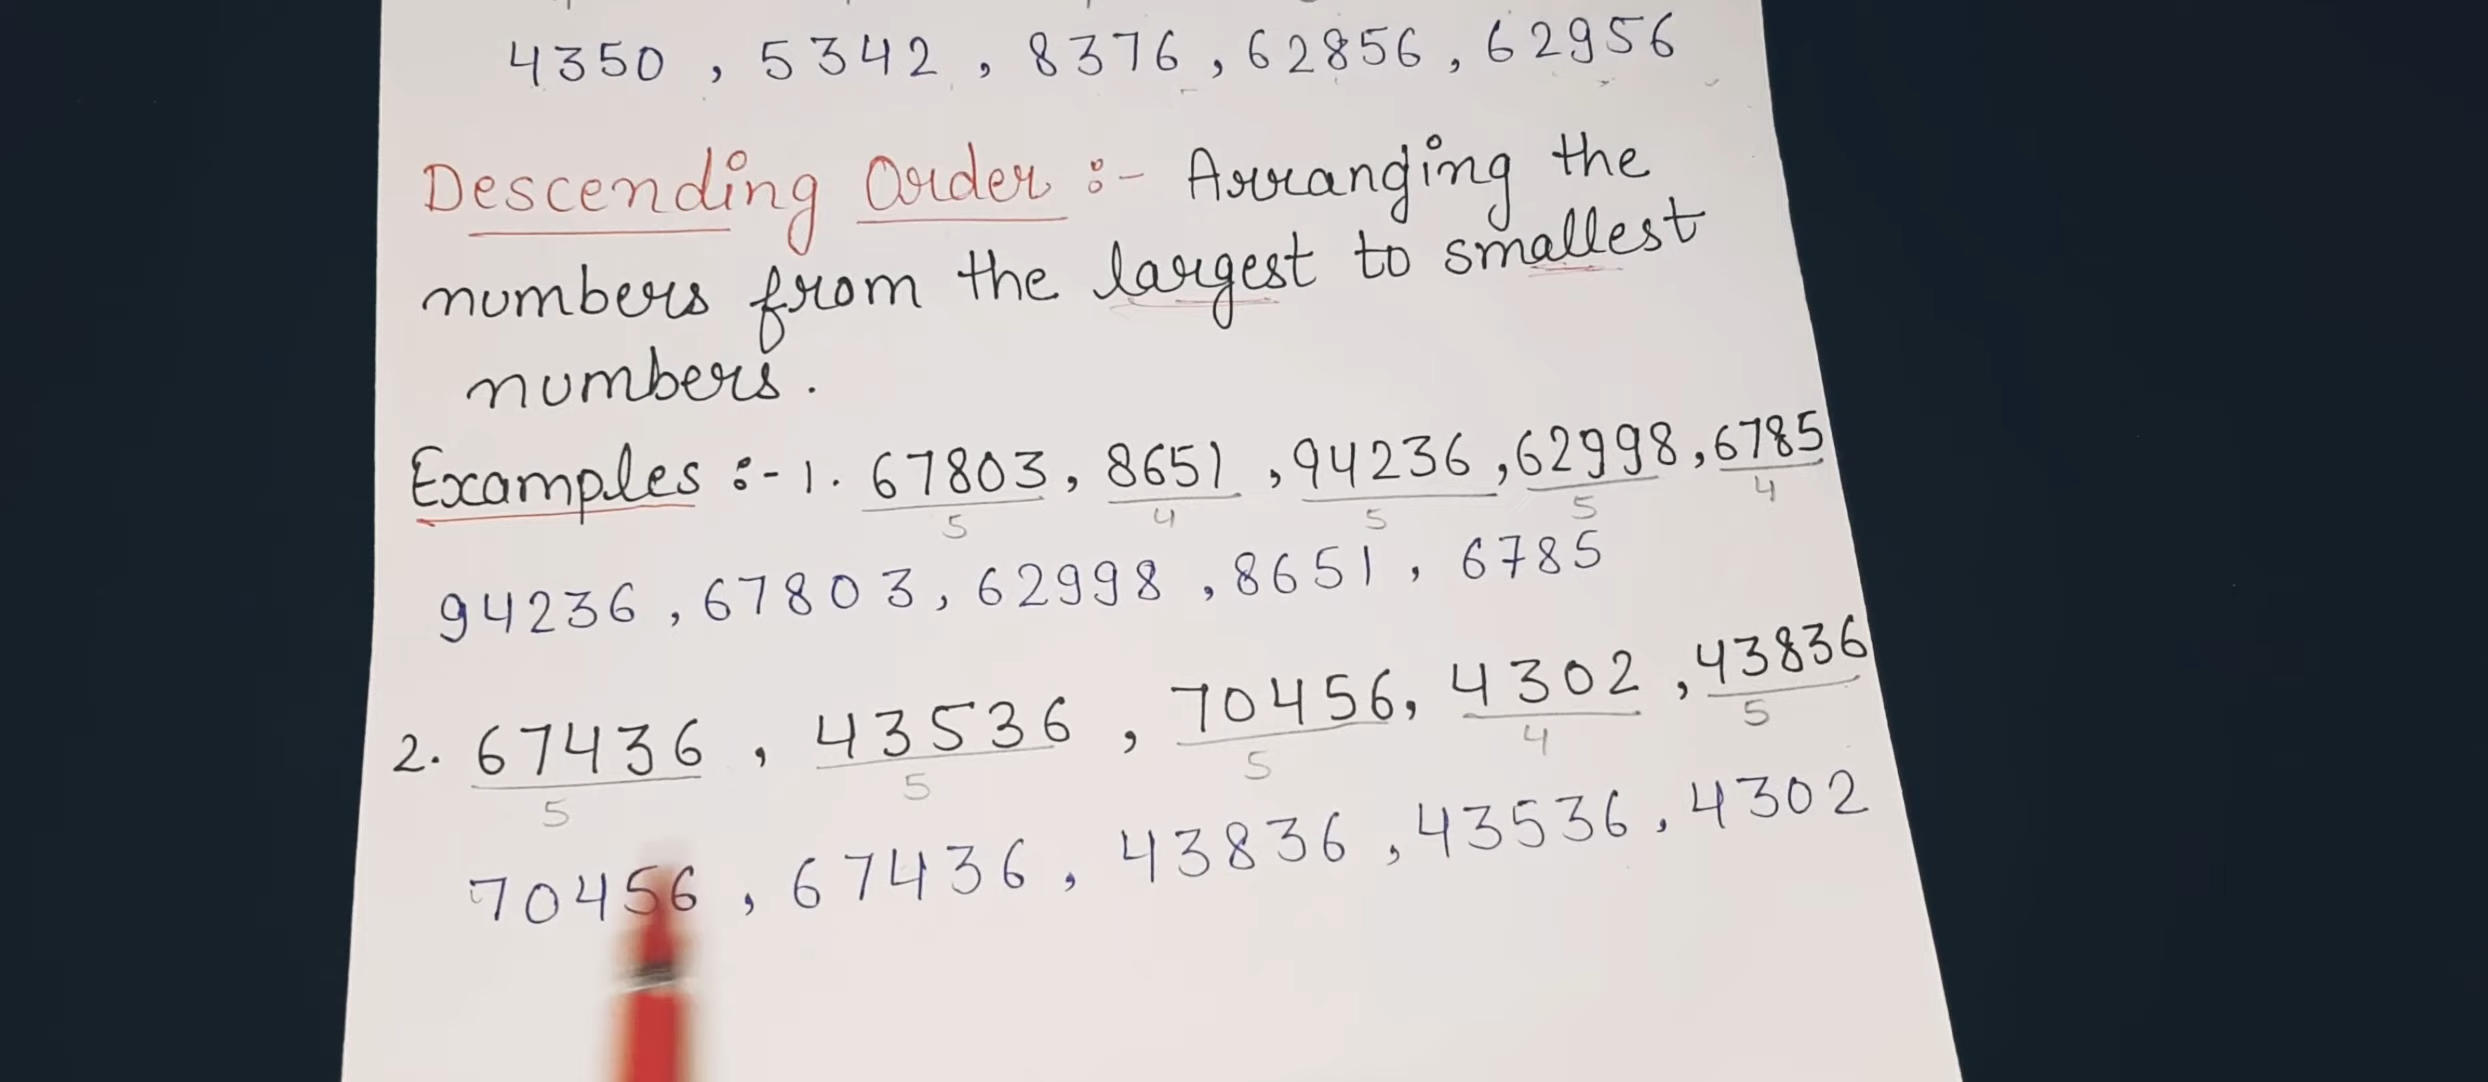 4350 , 5342 , 8376 , 62856 , 62956
Descending Order :- Arranging the
numbers from the largest to smallest
numbers.
Examples :- 1. 67803, 8651 , 94236 , 62998 , 6785
5 4 5 5 4
94236 , 67803 , 62998 , 8651 , 6785
2. 67436 , 43536 , 70456 , 4302 , 43836
5 5 5 4 5
70456 , 67436 , 43836 , 43536 , 4302